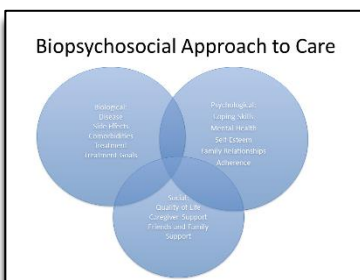 Biopsychosocial Approach to Care
Biological
Disease
Side Effects
Comorbidities
Treatment
Treatment Goals
Psychological
Coping Skills
Mental Health
Self-Esteem
Family Relationships
Adherence
Social
Quality of Life
Caregiver Support
Friends and Family
Support